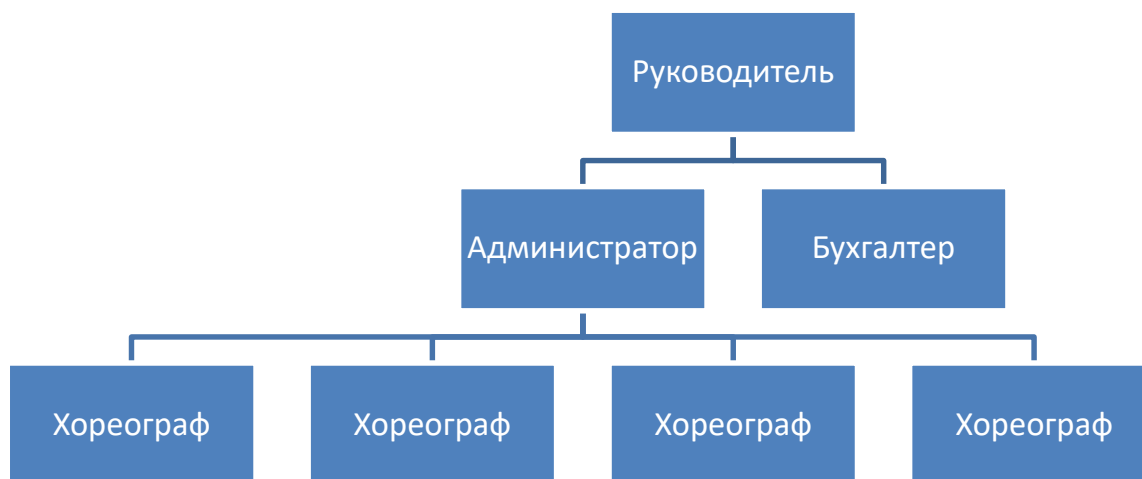 Руководитель
Администратор
Бухгалтер
Хореограф
Хореограф
Хореограф
Хореограф